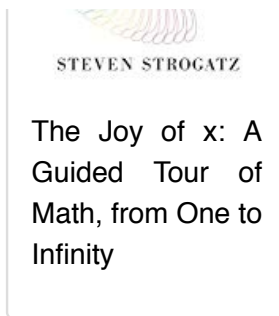 STEVEN STROGATZ
The Joy of x: A
Guided Tour of
Math, from One to
Infinity